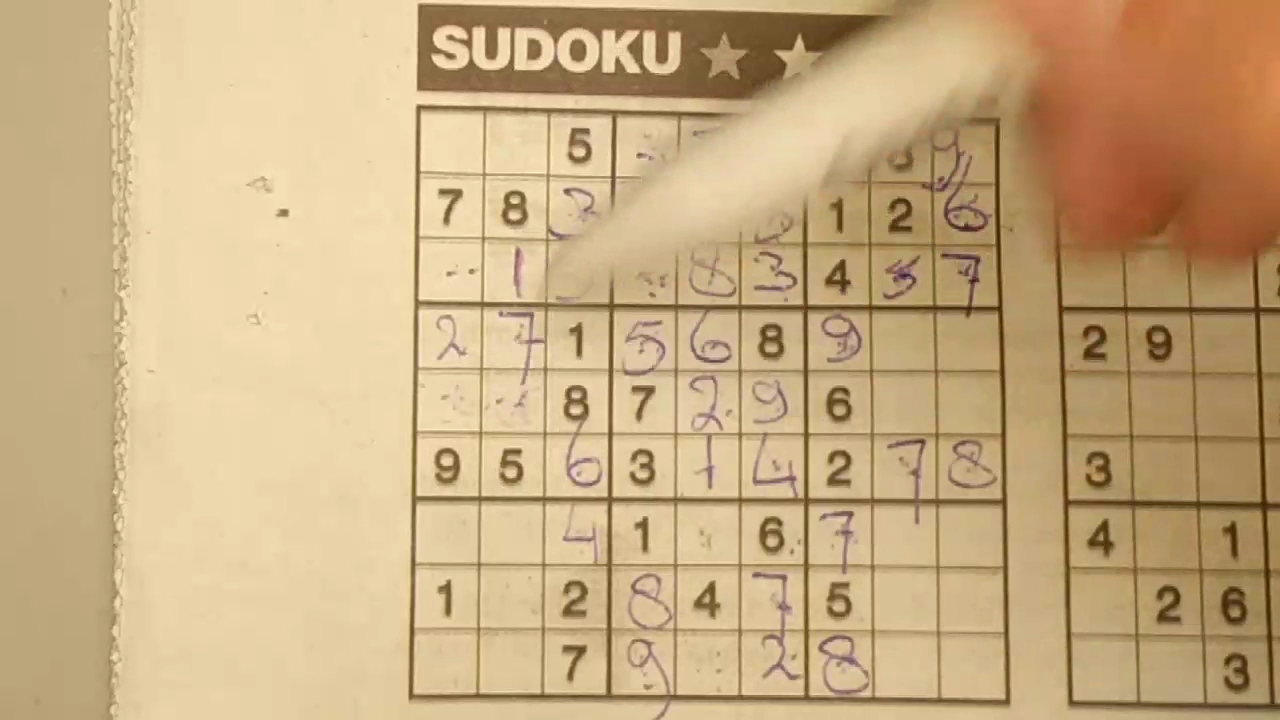 SUDOKU ★ ★
5 9
7 8 3 1 2 6
1 8 3 4 5 7
2 7 1 5 6 8 9 2 9
8 7 2 9 6
9 5 6 3 1 4 2 7 8 3
4 1 6 7 4 1
1 2 8 4 7 5 2 6
7 9 2 8 3